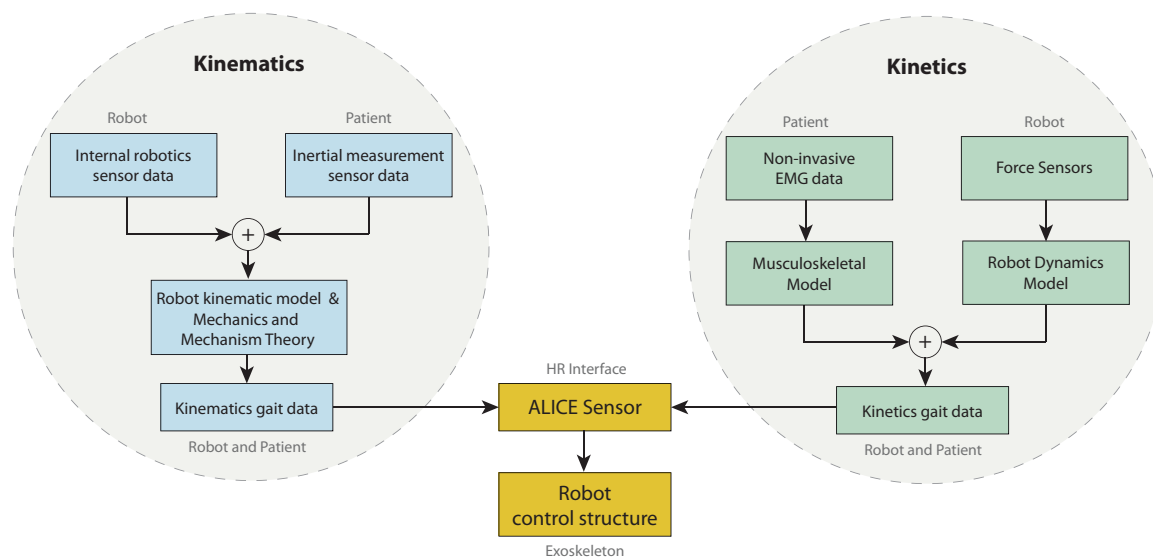 Kinematics
Robot
Patient
Internal robotics
sensor data
Inertial measurement
sensor data
+
Robot kinematic model &
Mechanics and
Mechanism Theory
Kinematics gait data
Robot and Patient
HR Interface
ALICE Sensor
Robot
control structure
Exoskeleton
Kinetics
Patient
Robot
Non-invasive
EMG data
Force Sensors
Musculoskeletal
Model
Robot Dynamics
Model
+
Kinetics gait data
Robot and Patient